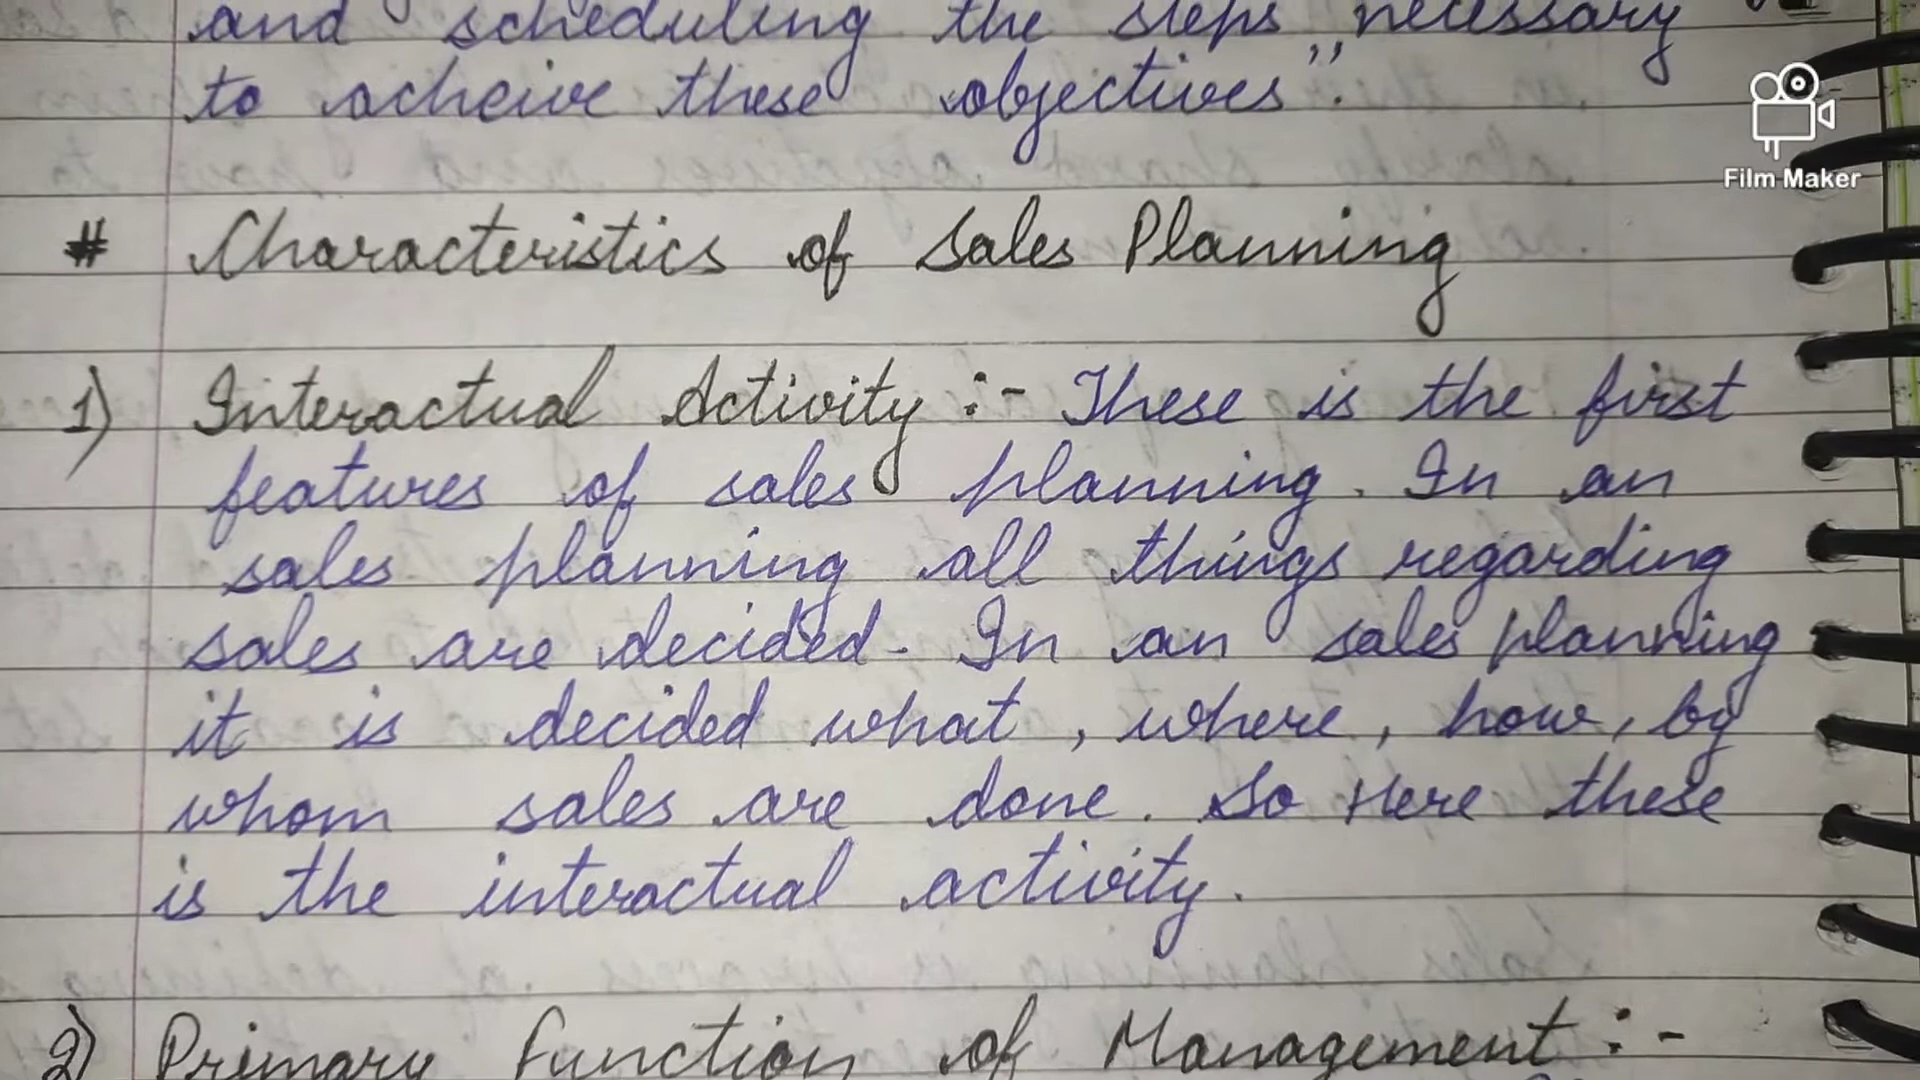 and scheduling the steps necessary
to acheive these objectives".
Film Maker
# Characteristics of Sales Planning
1) Interactual Activity :- These is the first
features of sales planning. In an
sales planning all things regarding
sales are decided. In an sales planning
it is decided what, where, how, by
whom sales are done. So Here these
is the interactual activity.
2) Primary Function of Management :-